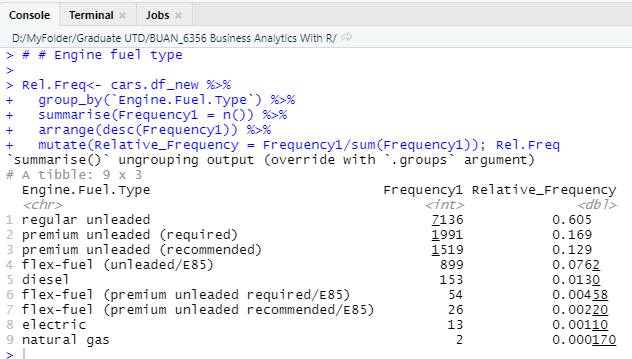 Console Terminal × Jobs ×
D:/MyFolder/Graduate UTD/BUAN_6356 Business Analytics With R/
> # # Engine fuel type
>
> Rel.Freq<- cars.df_new %>%
+   group_by(`Engine.Fuel.Type`) %>%
+   summarise(Frequency1 = n()) %>%
+   arrange(desc(Frequency1)) %>%
+   mutate(Relative_Frequency = Frequency1/sum(Frequency1)); Rel.Freq
`summarise()` ungrouping output (override with `.groups` argument)
# A tibble: 9 x 3
  Engine.Fuel.Type Frequency1 Relative_Frequency
  <chr> <int> <dbl>
1 regular unleaded 7136 0.605
2 premium unleaded (required) 1991 0.169
3 premium unleaded (recommended) 1519 0.129
4 flex-fuel (unleaded/E85) 899 0.0762
5 diesel 153 0.0130
6 flex-fuel (premium unleaded required/E85) 54 0.00458
7 flex-fuel (premium unleaded recommended/E85) 26 0.00220
8 electric 13 0.00110
9 natural gas 2 0.000170
>